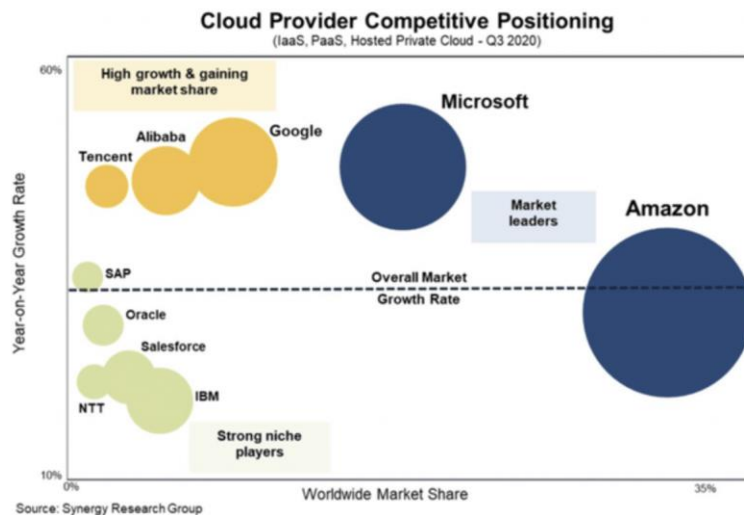 Cloud Provider Competitive Positioning
(IaaS, PaaS, Hosted Private Cloud - Q3 2020)
60%
High growth & gaining
market share
Microsoft
Google
Alibaba
Tencent
Market
leaders
Amazon
Year-on-Year Growth Rate
SAP
Overall Market
Growth Rate
Oracle
Salesforce
NTT
IBM
Strong niche
players
10%
0%
Worldwide Market Share
35%
Source: Synergy Research Group